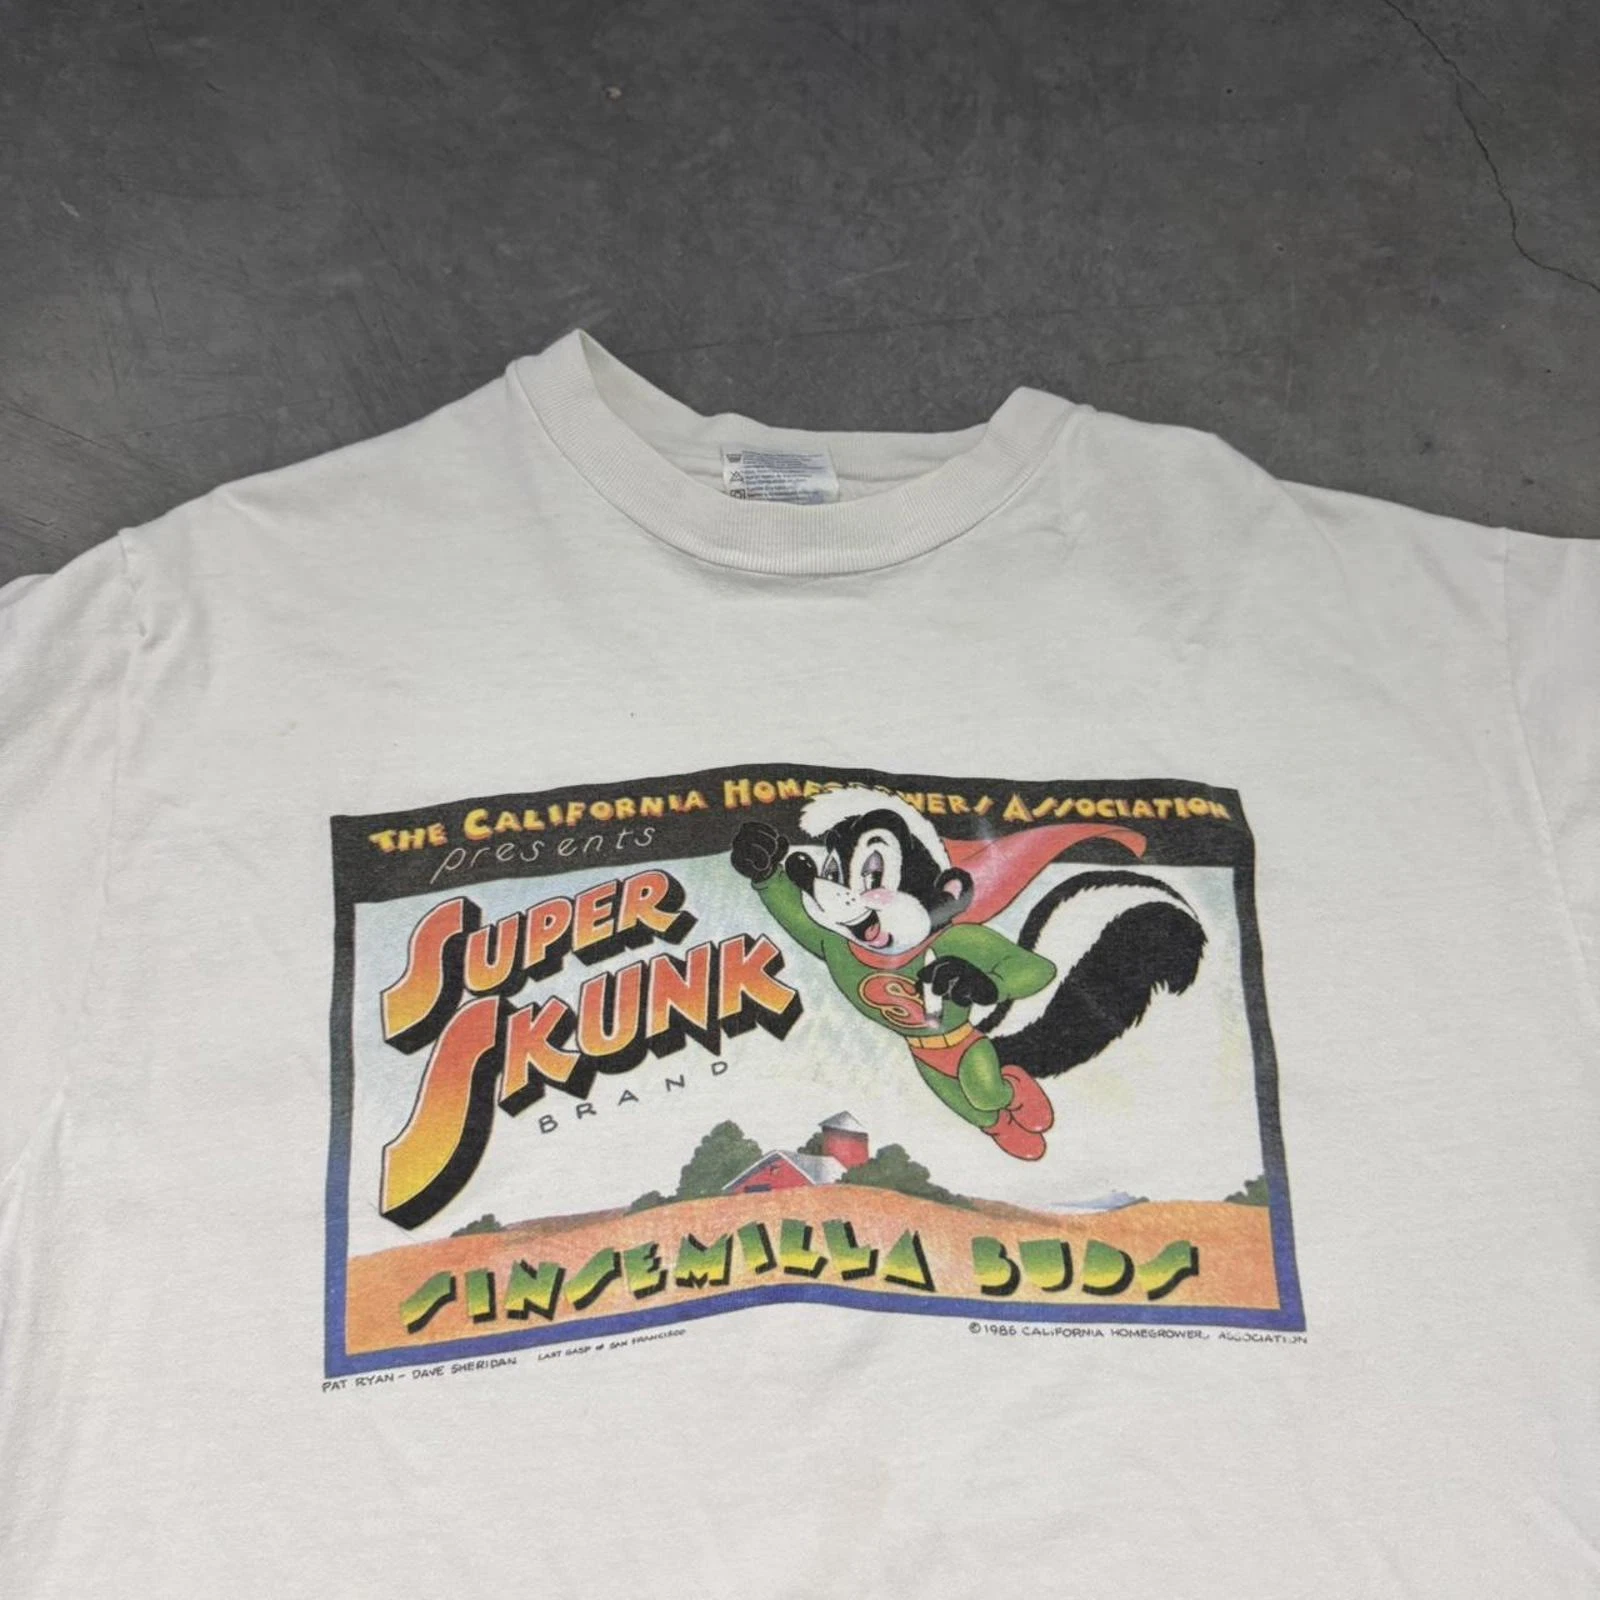 THE CALIFORNIA HOMEGROWERS ASSOCIATION
presents
SUPER
SKUNK
BRAND
S
SINSEMILLA BUDS
PAT RYAN - DAVE SHERIDAN LAST GASP OF SAN FRANCISCO
© 1986 CALIFORNIA HOMEGROWERS ASSOCIATION